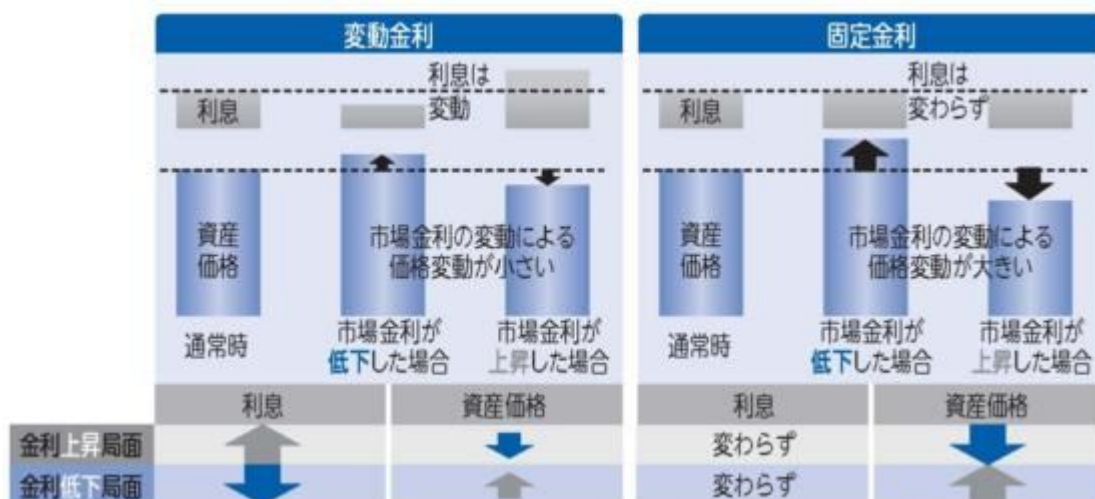 変動金利
利息は
変動
利息
資産
価格
市場金利の変動による
価格変動が小さい
通常時
市場金利が
低下した場合
市場金利が
上昇した場合
固定金利
利息は
変わらず
利息
資産
価格
市場金利の変動による
価格変動が大きい
通常時
市場金利が
低下した場合
市場金利が
上昇した場合
利息 資産価格 利息 資産価格
金利上昇局面 変わらず
金利低下局面 変わらず